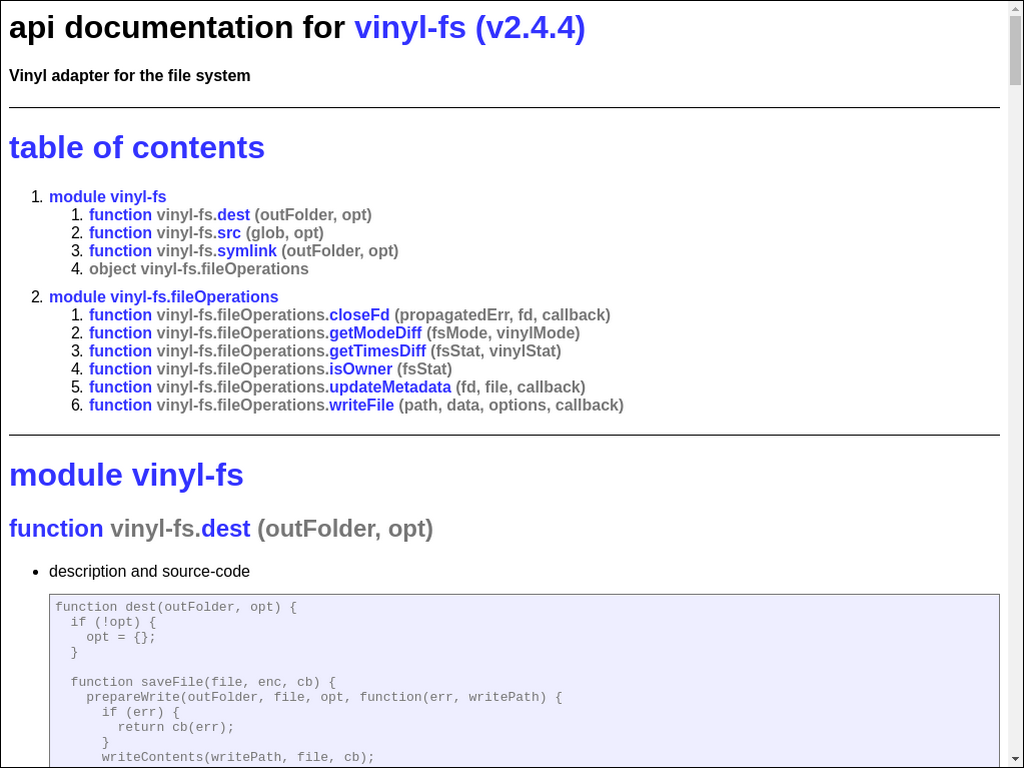 api documentation for vinyl-fs (v2.4.4)
Vinyl adapter for the file system
table of contents
1. module vinyl-fs
1. function vinyl-fs.dest (outFolder, opt)
2. function vinyl-fs.src (glob, opt)
3. function vinyl-fs.symlink (outFolder, opt)
4. object vinyl-fs.fileOperations
2. module vinyl-fs.fileOperations
1. function vinyl-fs.fileOperations.closeFd (propagatedErr, fd, callback)
2. function vinyl-fs.fileOperations.getModeDiff (fsMode, vinylMode)
3. function vinyl-fs.fileOperations.getTimesDiff (fsStat, vinylStat)
4. function vinyl-fs.fileOperations.isOwner (fsStat)
5. function vinyl-fs.fileOperations.updateMetadata (fd, file, callback)
6. function vinyl-fs.fileOperations.writeFile (path, data, options, callback)
module vinyl-fs
function vinyl-fs.dest (outFolder, opt)
• description and source-code
function dest(outFolder, opt) {
  if (!opt) {
    opt = {};
  }
  function saveFile(file, enc, cb) {
    prepareWrite(outFolder, file, opt, function(err, writePath) {
      if (err) {
        return cb(err);
      }
      writeContents(writePath, file, cb);